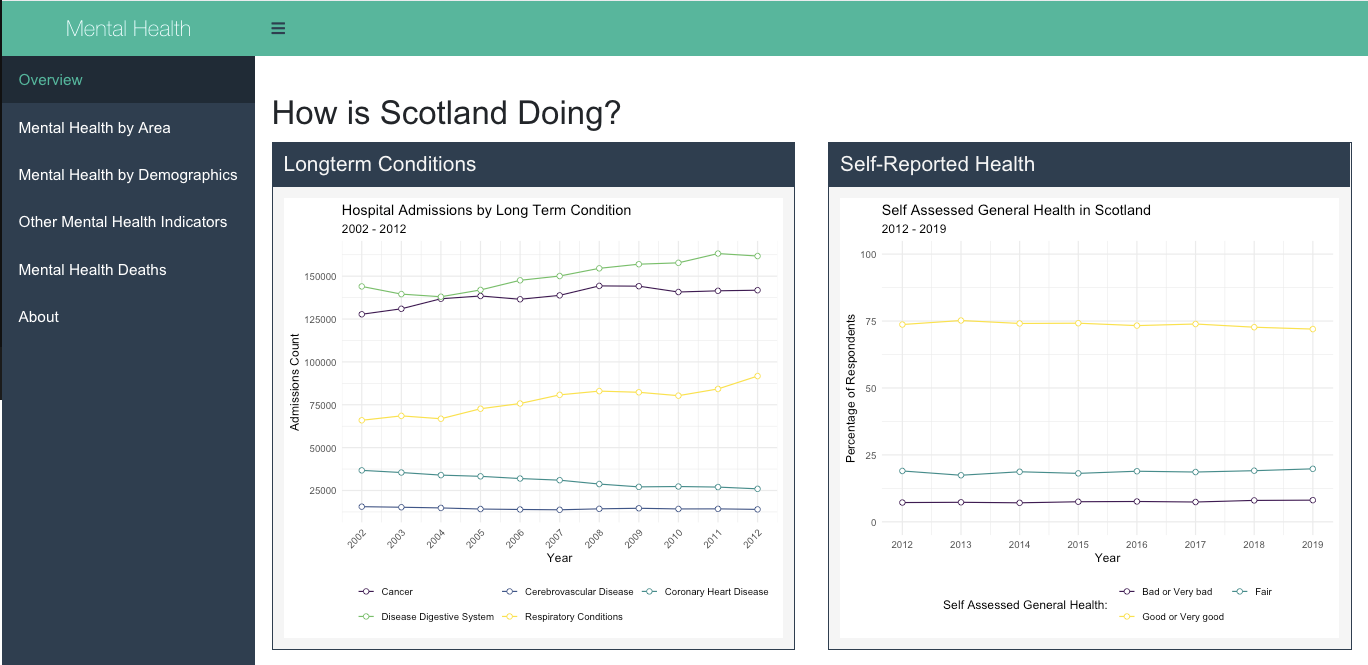 Mental Health
Overview
Mental Health by Area
Mental Health by Demographics
Other Mental Health Indicators
Mental Health Deaths
About
How is Scotland Doing?
Longterm Conditions
Hospital Admissions by Long Term Condition
2002 - 2012
Admissions Count
150000
125000
100000
75000
50000
25000
2002 2003 2004 2005 2006 2007 2008 2009 2010 2011 2012
Year
Cancer Cerebrovascular Disease Coronary Heart Disease
Disease Digestive System Respiratory Conditions
Self-Reported Health
Self Assessed General Health in Scotland
2012 - 2019
Percentage of Respondents
100
75
50
25
0
2012 2013 2014 2015 2016 2017 2018 2019
Year
Self Assessed General Health:
Bad or Very bad Fair
Good or Very good